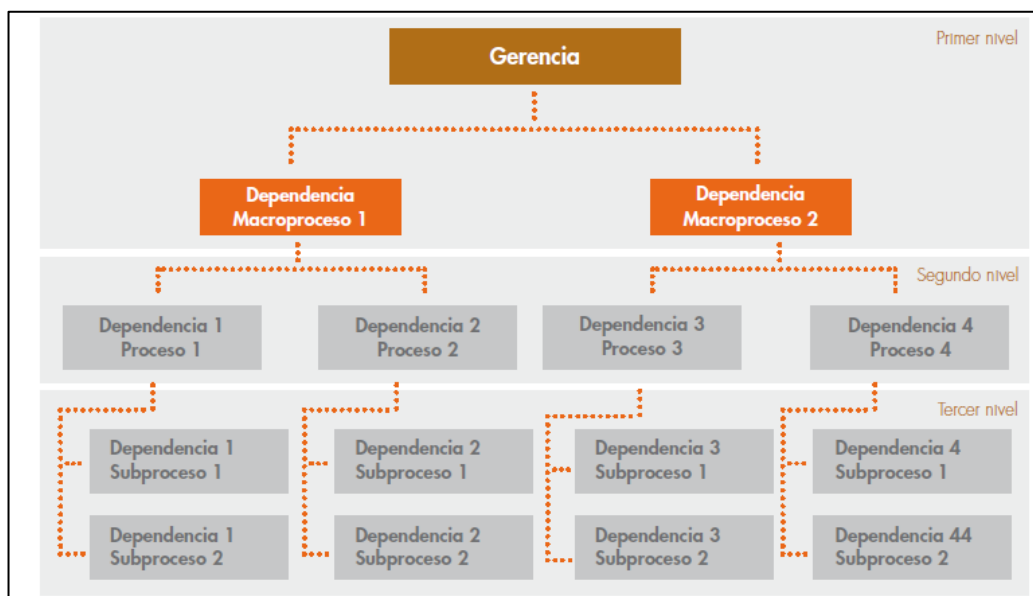 Primer nivel
Gerencia
Dependencia
Macroproceso 1
Dependencia
Macroproceso 2
Segundo nivel
Dependencia 1
Proceso 1
Dependencia 2
Proceso 2
Dependencia 3
Proceso 3
Dependencia 4
Proceso 4
Tercer nivel
Dependencia 1
Subproceso 1
Dependencia 2
Subproceso 1
Dependencia 3
Subproceso 1
Dependencia 4
Subproceso 1
Dependencia 1
Subproceso 2
Dependencia 2
Subproceso 2
Dependencia 3
Subproceso 2
Dependencia 44
Subproceso 2